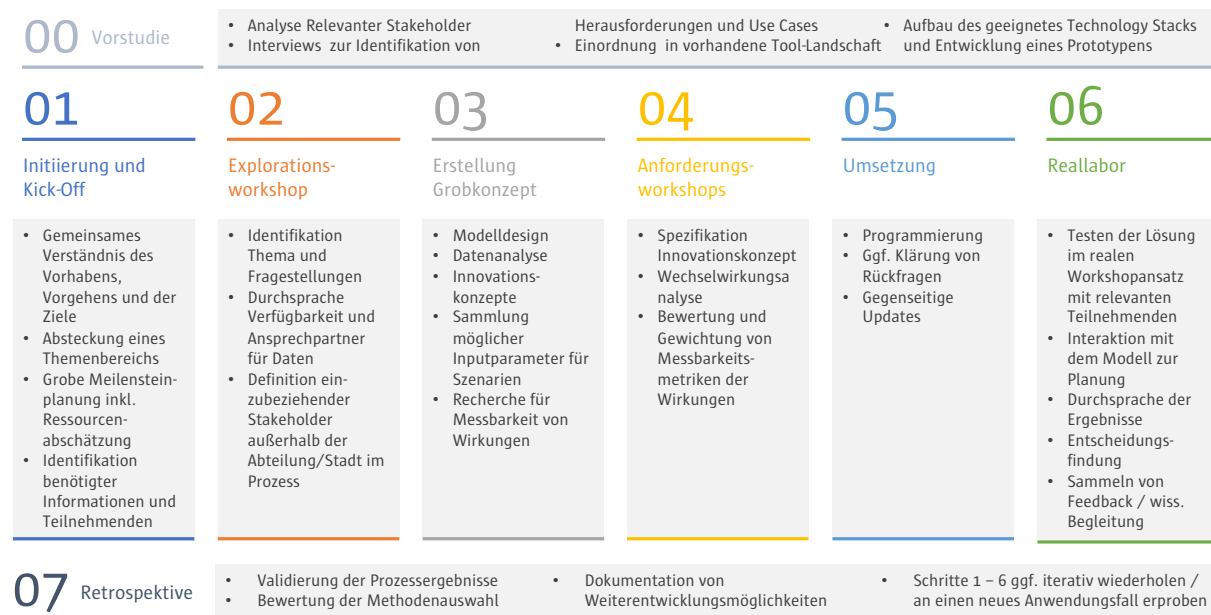 00 Vorstudie
• Analyse Relevanter Stakeholder
• Interviews zur Identifikation von
Herausforderungen und Use Cases
• Einordnung in vorhandene Tool-Landschaft
• Aufbau des geeignetes Technology Stacks
und Entwicklung eines Prototypens
01
Initiierung und
Kick-Off
• Gemeinsames
Verständnis des
Vorhabens,
Vorgehens und der
Ziele
• Absteckung eines
Themenbereichs
• Grobe Meilenstein-
planung inkl.
Ressourcen-
abschätzung
• Identifikation
benötigter
Informationen und
Teilnehmenden
02
Explorations-
workshop
• Identifikation
Thema und
Fragestellungen
• Durchsprache
Verfügbarkeit und
Ansprechpartner
für Daten
• Definition ein-
zubeziehender
Stakeholder
außerhalb der
Abteilung/Stadt im
Prozess
03
Erstellung
Grobkonzept
• Modelldesign
• Datenanalyse
• Innovations-
konzepte
• Sammlung
möglicher
Inputparameter für
Szenarien
• Recherche für
Messbarkeit von
Wirkungen
04
Anforderungs-
workshops
• Spezifikation
Innovationskonzept
• Wechselwirkungsa
nalyse
• Bewertung und
Gewichtung von
Messbarkeits-
metriken der
Wirkungen
05
Umsetzung
• Programmierung
• Ggf. Klärung von
Rückfragen
• Gegenseitige
Updates
06
Reallabor
• Testen der Lösung
im realen
Workshopansatz
mit relevanten
Teilnehmenden
• Interaktion mit
dem Modell zur
Planung
• Durchsprache der
Ergebnisse
• Entscheidungs-
findung
• Sammeln von
Feedback / wiss.
Begleitung
07 Retrospektive
• Validierung der Prozessergebnisse
• Bewertung der Methodenauswahl
• Dokumentation von
Weiterentwicklungsmöglichkeiten
• Schritte 1 – 6 ggf. iterativ wiederholen /
an einen neues Anwendungsfall erproben